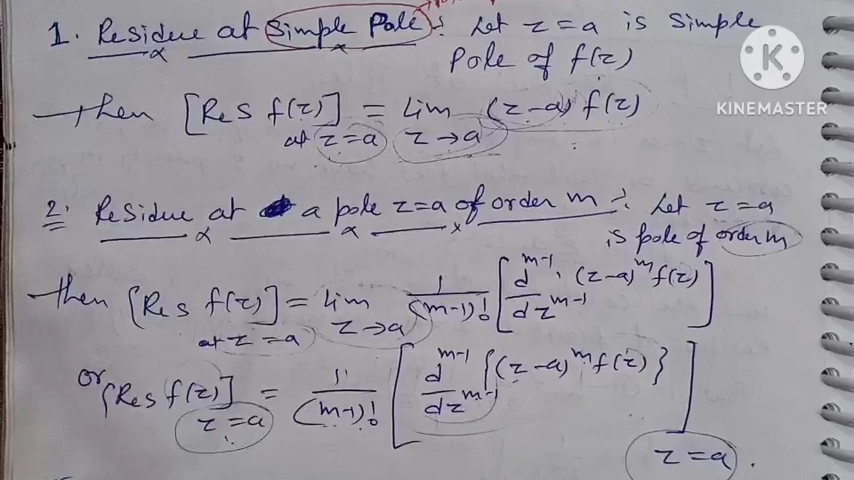 1. Residue at Simple Pole : Let z = a is simple
Pole of f(z)
K
KINEMASTER
Then [Res f(z)] = lim (z-a) f(z)
at z=a z→a
2. Residue at a pole z=a of order m : Let z = a
is pole of order m
then [Res f(z)] = lim 1/(m-1)! [d^{m-1}/dz^{m-1} (z-a)^m f(z)]
at z=a z→a
or [Res f(z)] = 1/(m-1)! [d^{m-1}/dz^{m-1} {(z-a)^m f(z)}]
z=a z=a.